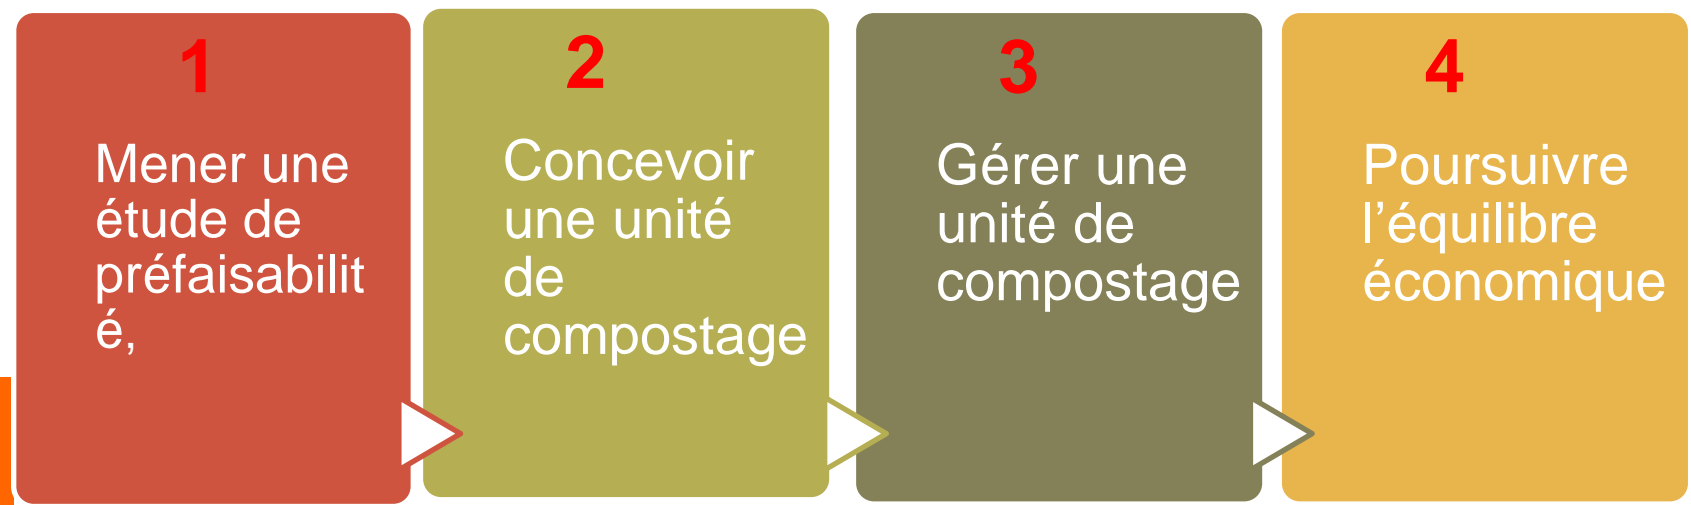 1
Mener une
étude de
préfaisabilit
é,
2
Concevoir
une unité
de
compostage
3
Gérer une
unité de
compostage
4
Poursuivre
l’équilibre
économique